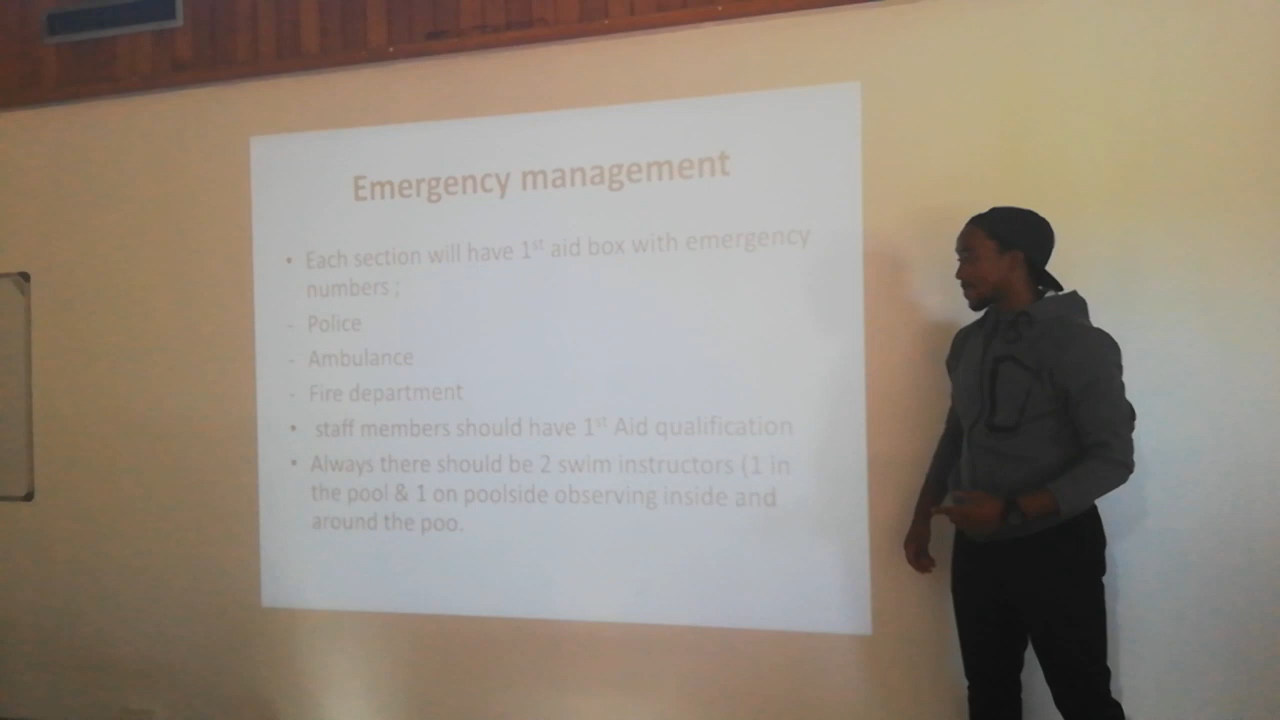 Emergency management
• Each section will have 1st aid box with emergency
numbers ;
- Police
- Ambulance
- Fire department
• staff members should have 1st Aid qualification
• Always there should be 2 swim instructors (1 in
the pool & 1 on poolside observing inside and
around the poo.